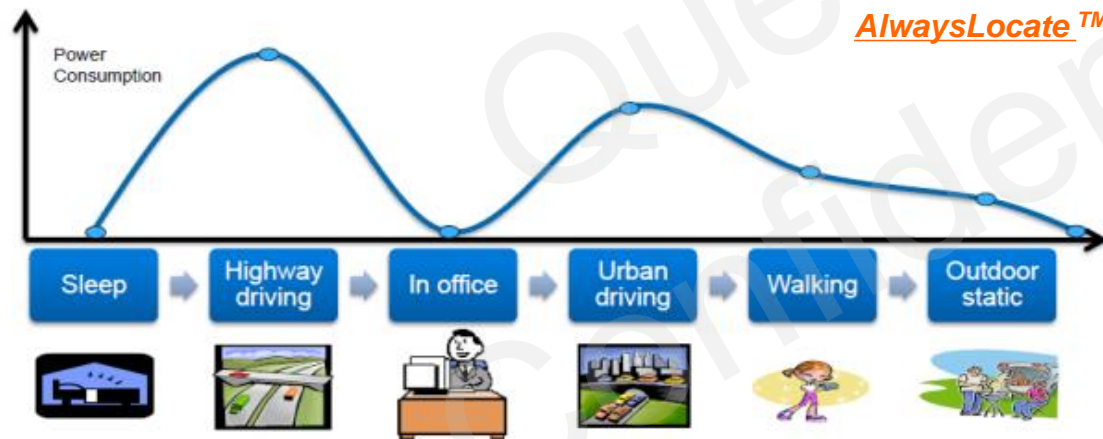 AlwaysLocate TM
Power
Consumption
Sleep
Highway
driving
In office
Urban
driving
Walking
Outdoor
static